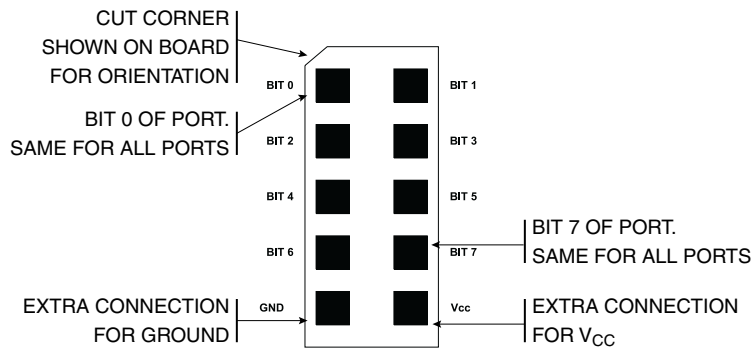 CUT CORNER
SHOWN ON BOARD
FOR ORIENTATION
BIT 0
BIT 1
BIT 0 OF PORT.
SAME FOR ALL PORTS
BIT 2
BIT 3
BIT 4
BIT 5
BIT 6
BIT 7
BIT 7 OF PORT.
SAME FOR ALL PORTS
EXTRA CONNECTION
FOR GROUND
GND
Vcc
EXTRA CONNECTION
FOR VCC